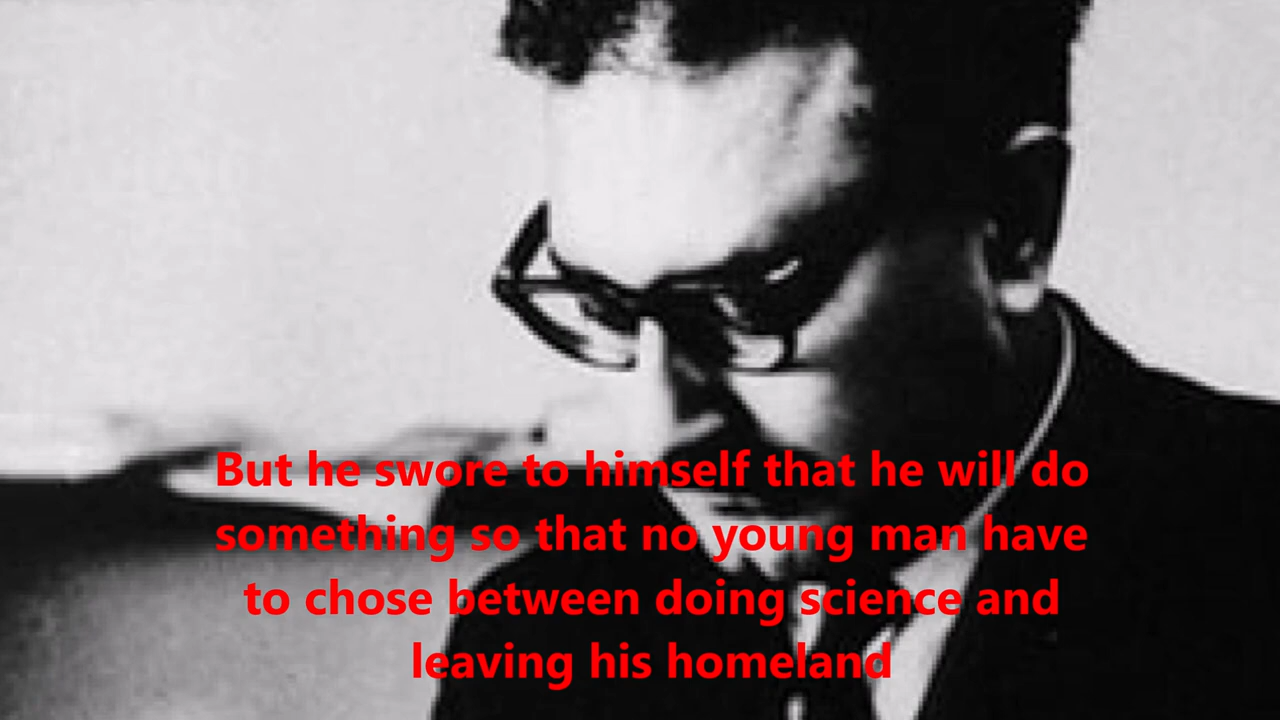 But he swore to himself that he will do
something so that no young man have
to chose between doing science and
leaving his homeland